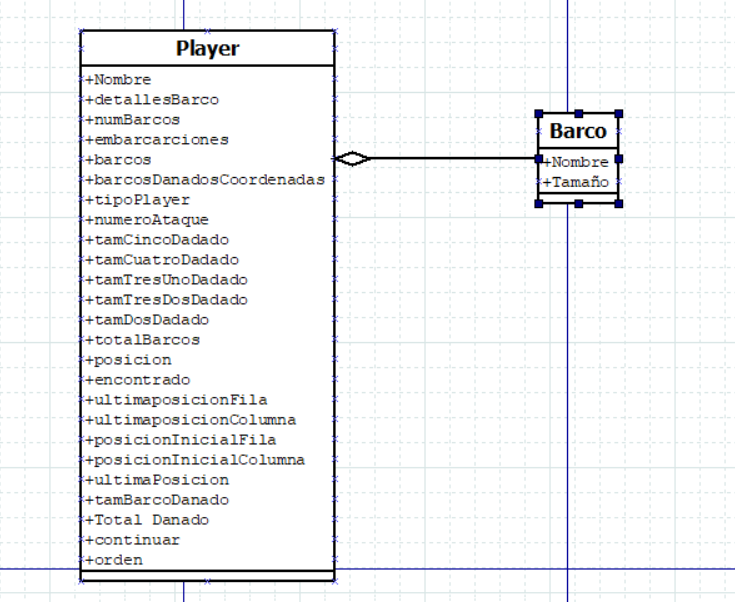 Player
+Nombre
+detallesBarco
+numBarcos
+embarcarciones
+barcos
+barcosDanadosCoordenadas
+tipoPlayer
+numeroAtaque
+tamCincoDadado
+tamCuatroDadado
+tamTresUnoDadado
+tamTresDosDadado
+tamDosDadado
+totalBarcos
+posicion
+encontrado
+ultimaposicionFila
+ultimaposicionColumna
+posicionInicialFila
+posicionInicialColumna
+ultimaPosicion
+tamBarcoDanado
+Total Danado
+continuar
+orden
Barco
+Nombre
+Tamaño